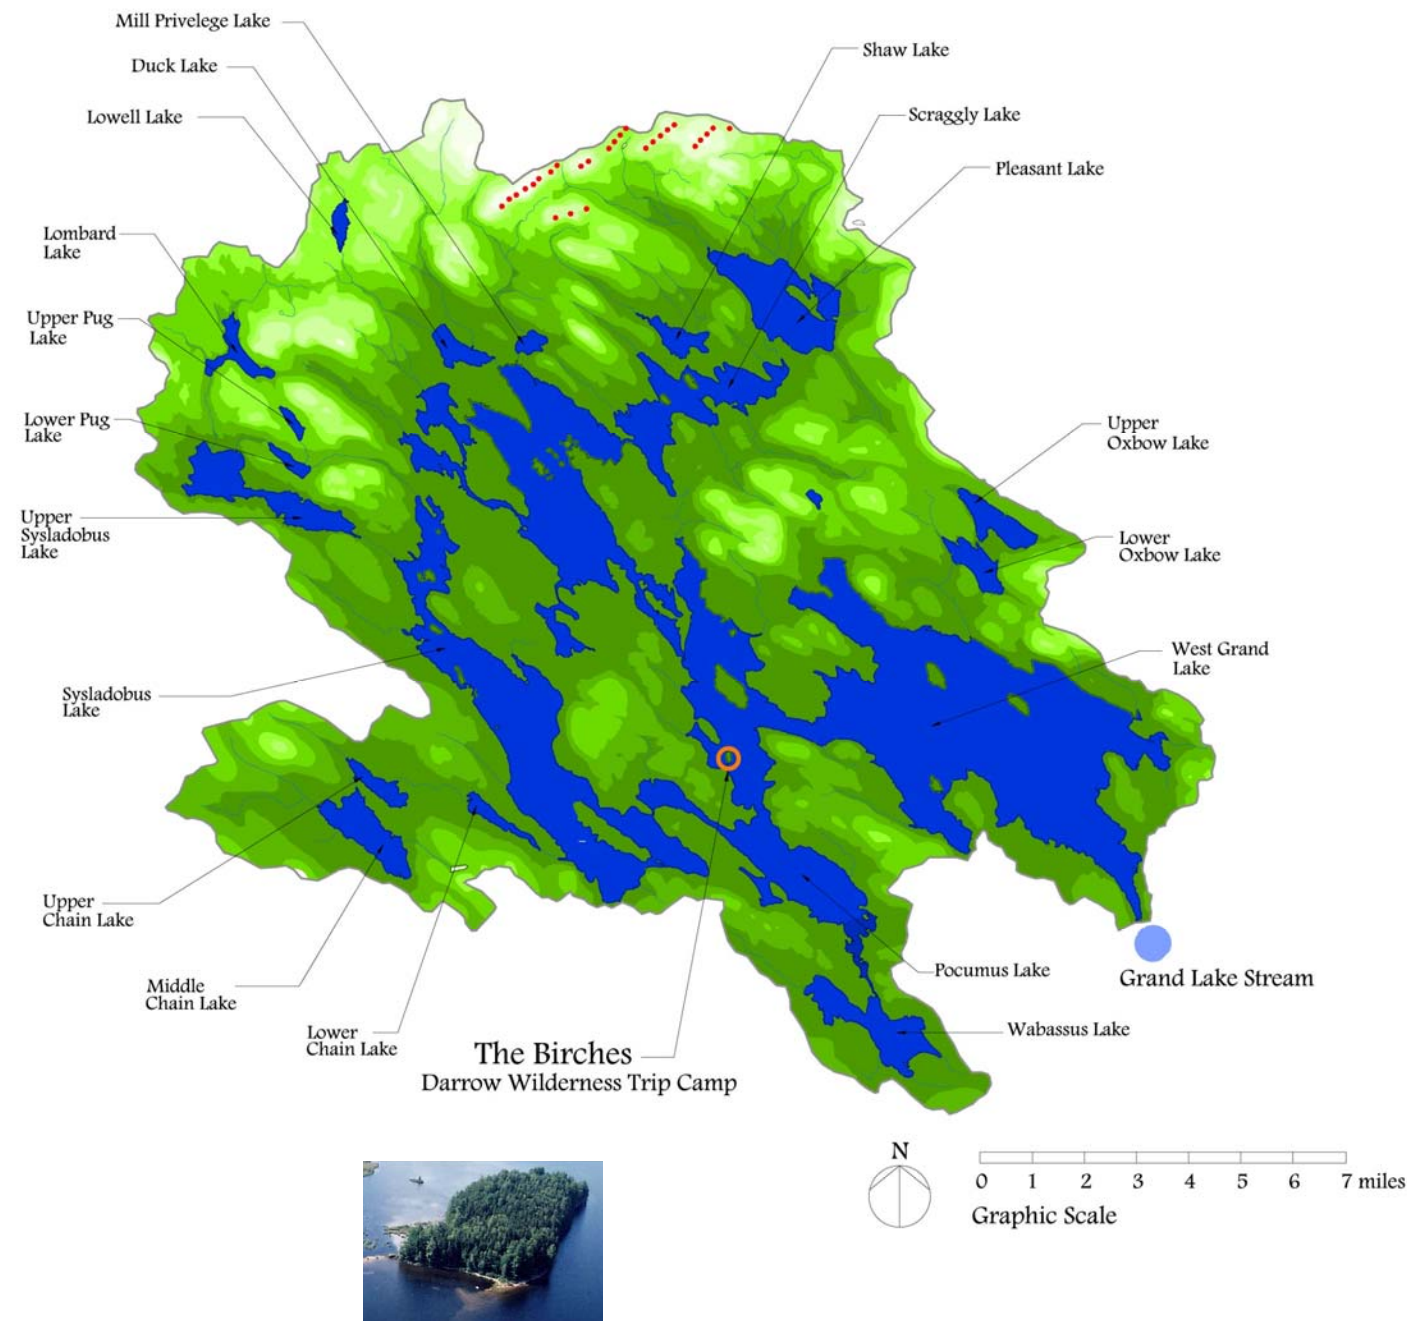 Mill Privelege Lake
Duck Lake
Lowell Lake
Shaw Lake
Scraggly Lake
Pleasant Lake
Lombard
Lake
Upper Pug
Lake
Lower Pug
Lake
Upper
Sysladobus
Lake
Upper
Oxbow Lake
Lower
Oxbow Lake
West Grand
Lake
Sysladobus
Lake
Upper
Chain Lake
Middle
Chain Lake
Lower
Chain Lake
The Birches
Darrow Wilderness Trip Camp
Pocumus Lake
Grand Lake Stream
Wabassus Lake
N
0 1 2 3 4 5 6 7 miles
Graphic Scale